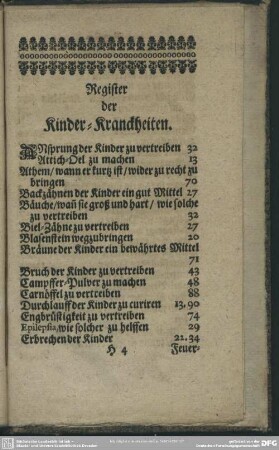 Register
der
Kinder-Kranckheiten.
ANsprung der Kinder zu vertreiben 32
Attich-Oel zu machen 13
Athem/ wann er kurtz ist/ wider zu recht zu
bringen 70
Backzähnen der Kinder ein gut Mittel 27
Bäuche/ wañ sie groß und hart/ wie solche
zu vertreiben 32
Biel-Zähne zu vertreiben 27
Blasenstein wegzubringen 20
Bräune der Kinder ein bewährtes Mittel
71
Bruch der Kinder zu vertreiben 43
Campffer-Pulver zu machen 48
Carnöffel zu vertreiben 88
Durchlauff der Kinder zu curiren 13, 90
Engbrüstigkeit zu vertreiben 74
Epilepsia, wie solcher zu helffen 29
Erbrechen der Kinder 21. 34
H 4 Feuer-
DFG